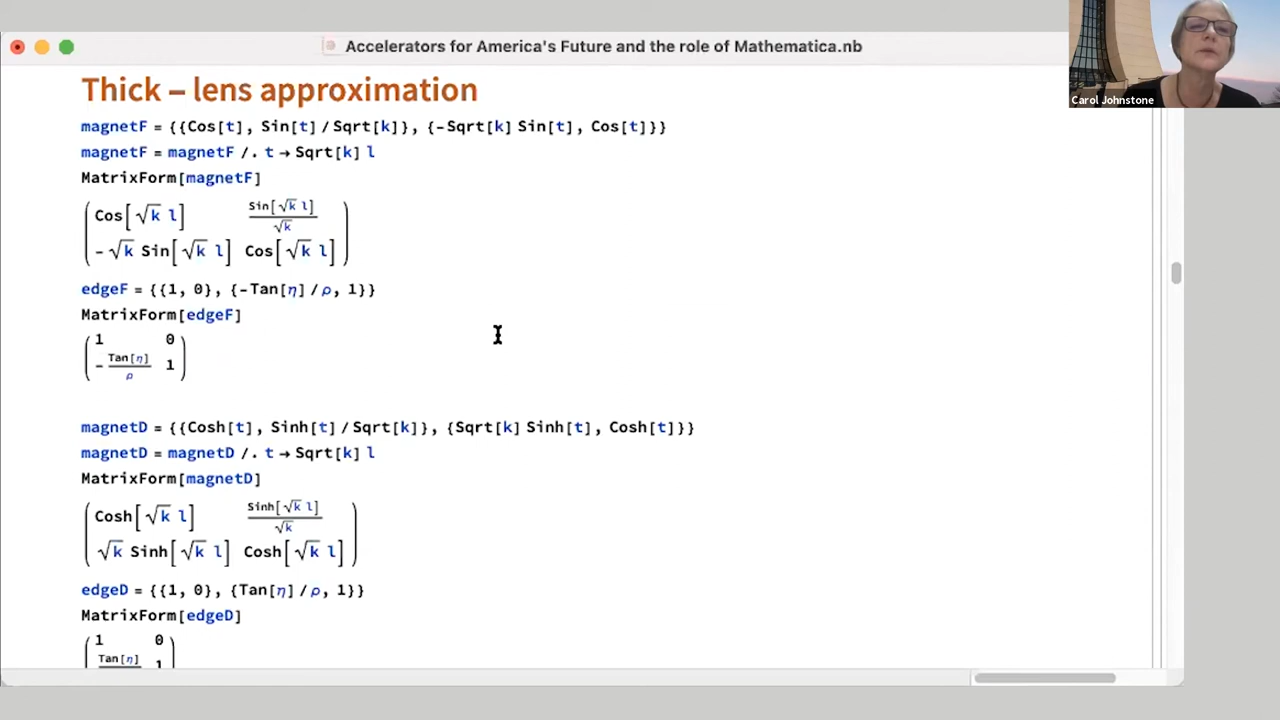 Accelerators for America's Future and the role of Mathematica.nb
Carol Johnstone
Thick – lens approximation
magnetF = {{Cos[t], Sin[t] / Sqrt[k]}, {-Sqrt[k] Sin[t], Cos[t]}}
magnetF = magnetF /. t → Sqrt[k] l
MatrixForm[magnetF]
Cos[√k l] Sin[√k l] / √k
- √k Sin[√k l] Cos[√k l]
edgeF = {{1, 0}, {-Tan[η] / ρ, 1}}
MatrixForm[edgeF]
1 0
- Tan[η] / ρ 1
magnetD = {{Cosh[t], Sinh[t] / Sqrt[k]}, {Sqrt[k] Sinh[t], Cosh[t]}}
magnetD = magnetD /. t → Sqrt[k] l
MatrixForm[magnetD]
Cosh[√k l] Sinh[√k l] / √k
√k Sinh[√k l] Cosh[√k l]
edgeD = {{1, 0}, {Tan[η] / ρ, 1}}
MatrixForm[edgeD]
1 0
Tan[η] 1